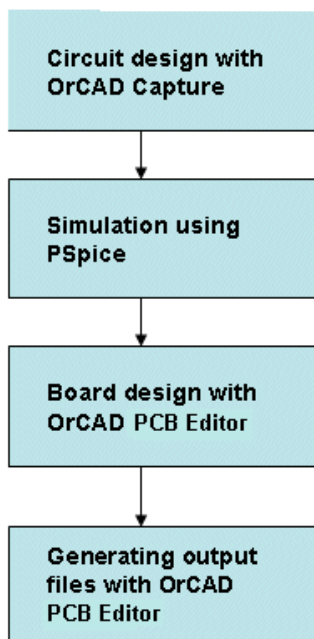 Circuit design with
OrCAD Capture
Simulation using
PSpice
Board design with
OrCAD PCB Editor
Generating output
files with OrCAD
PCB Editor